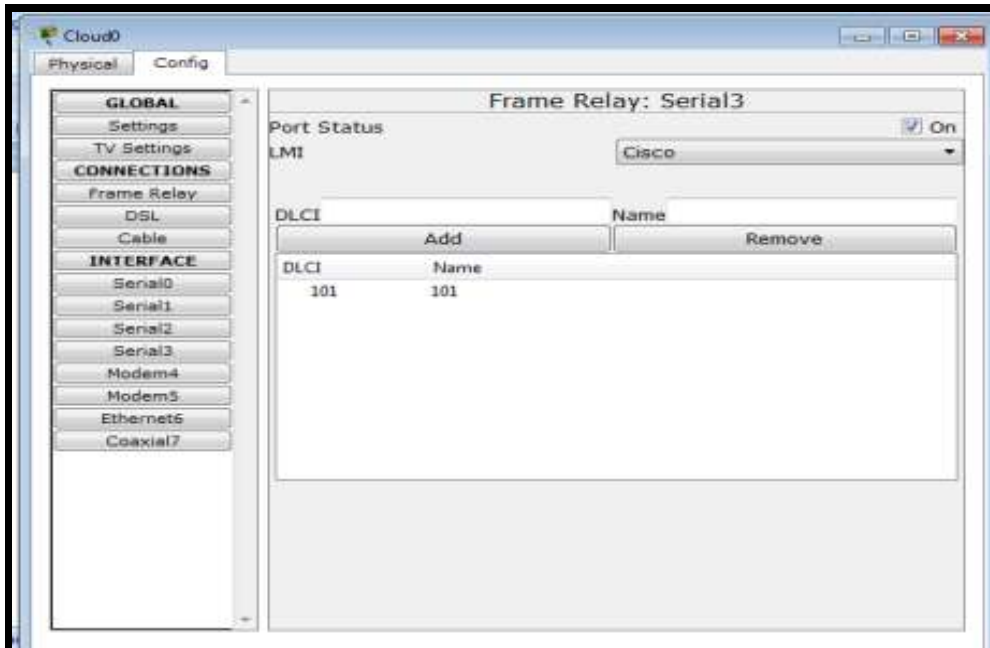 Cloud0
Physical
Config
GLOBAL
Settings
TV Settings
CONNECTIONS
Frame Relay
DSL
Cable
INTERFACE
Serial0
Serial1
Serial2
Serial3
Modem4
Modem5
Ethernet6
Coaxial7
Frame Relay: Serial3
Port Status On
LMI Cisco
DLCI Name
Add Remove
DLCI Name
101 101